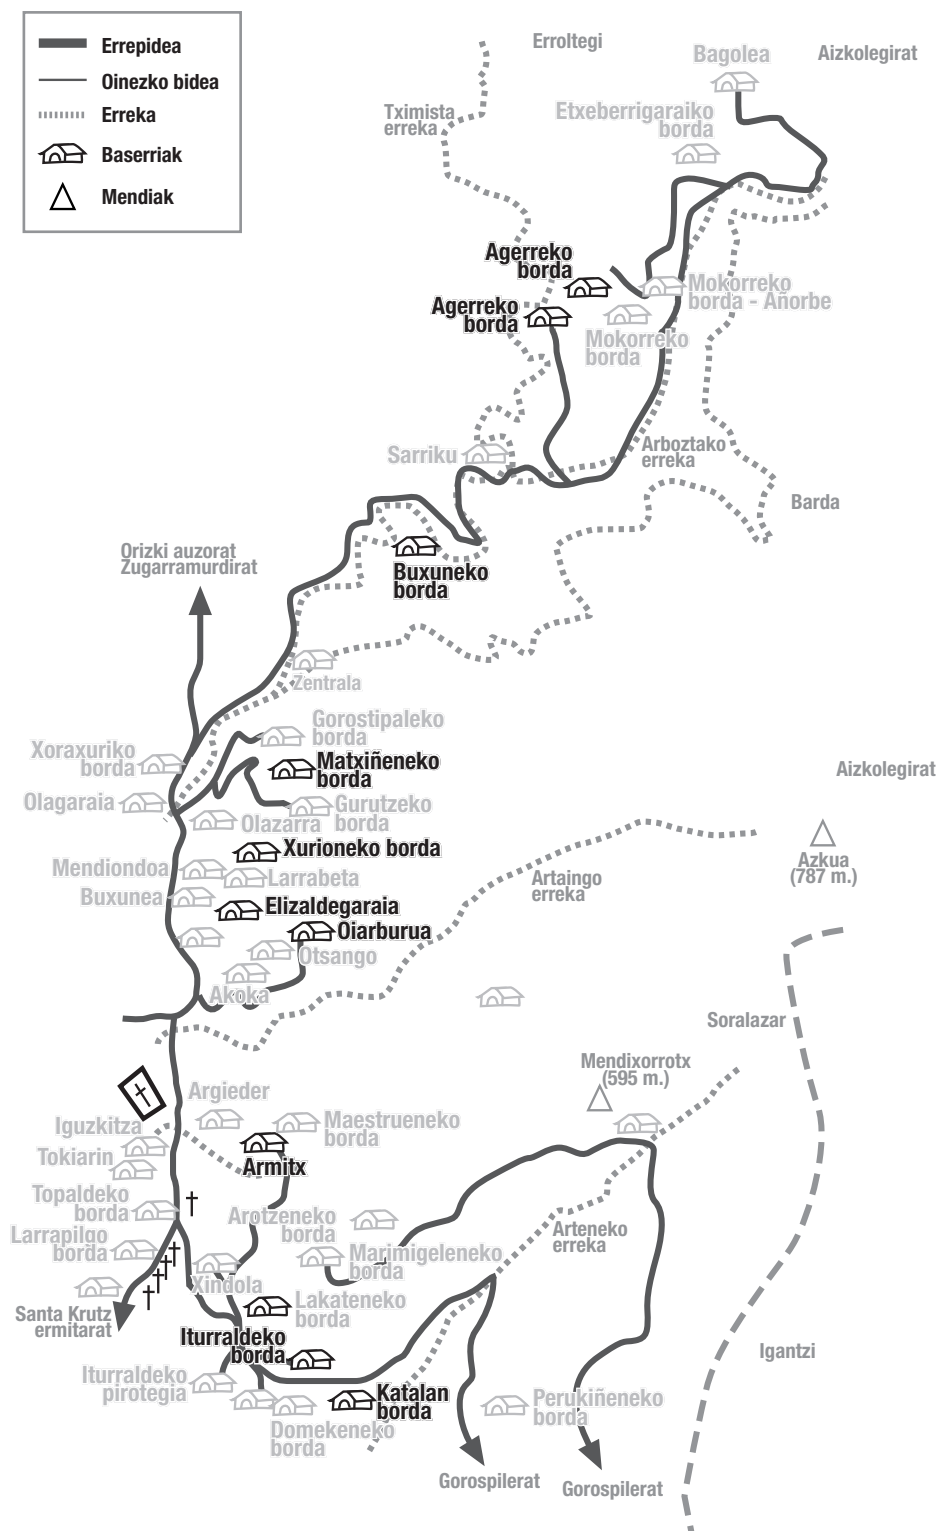 Errepidea
Oinezko bidea
Erreka
Baserriak
Mendiak
Erroltegi
Bagolea
Aizkolegirat
Tximista
erreka
Etxeberrigaraiko
borda
Agerreko
borda
Agerreko
borda
Mokorreko
borda - Añorbe
Mokorreko
borda
Sarriku
Arboztako
erreka
Barda
Orizki auzorat
Zugarramurdirat
Buxuneko
borda
Zentrala
Gorostipaleko
borda
Xoraxuriko
borda
Matxiñeneko
borda
Aizkolegirat
Olagaraia
Gurutzeko
borda
Olazarra
Xurioneko borda
Azkua
(787 m.)
Mendiondoa
Larrabeta
Artaingo
erreka
Buxunea
Elizaldegaraia
Oiarburua
Otsango
Akoka
Soralazar
Mendixorrotx
(595 m.)
Argieder
Iguzkitza
Maestrueneko
borda
Tokiarin
Armitx
Topaldeko
borda
Arotzeneko
borda
Larrapilgo
borda
Arteneko
erreka
Marimigeleneko
borda
Xindola
Santa Krutz
ermitarat
Lakateneko
borda
Iturraldeko
borda
Igantzi
Iturraldeko
pirotegia
Katalan
borda
Perukiñeneko
borda
Domekeneko
borda
Gorospilerat
Gorospilerat